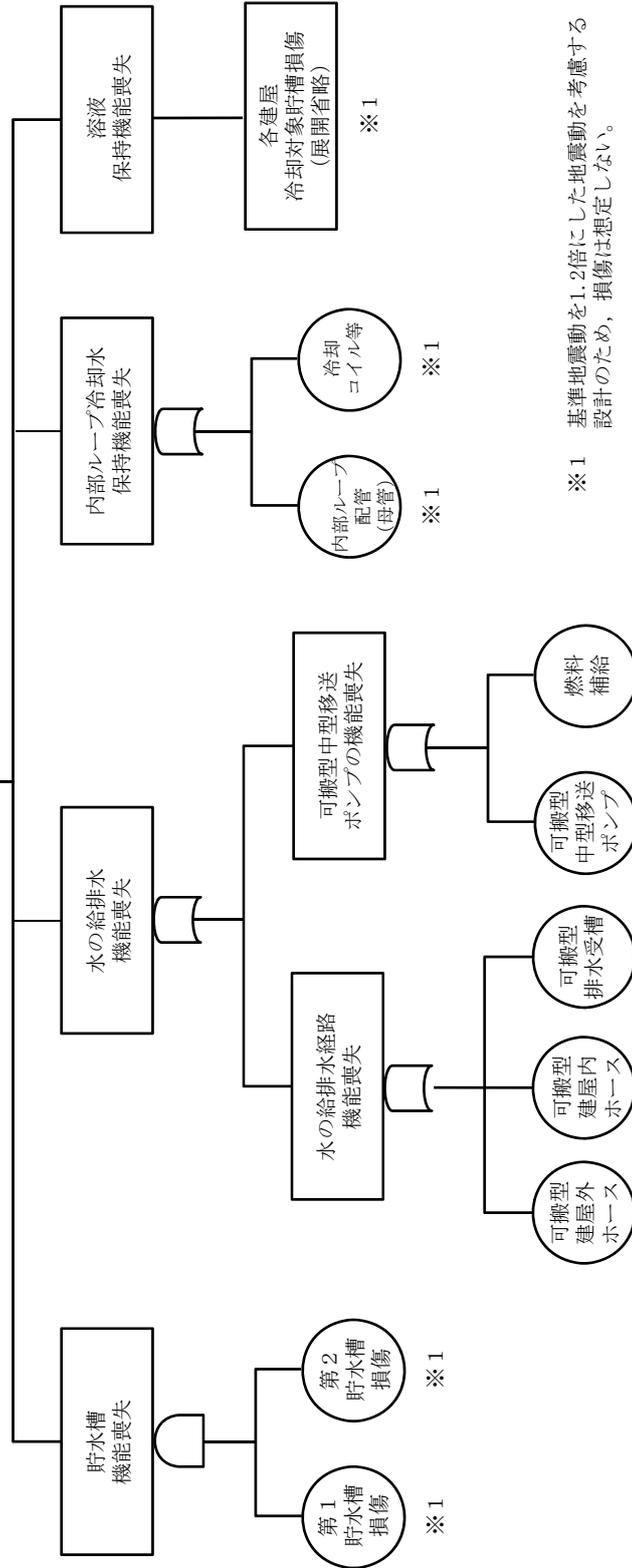 貯水槽
機能喪失
水の給排水
機能喪失
内部ループ冷却水
保持機能喪失
溶液
保持機能喪失
第1
貯水槽
損傷
※1
第2
貯水槽
損傷
※1
水の給排水経路
機能喪失
可搬型中型移送
ポンプの機能喪失
内部ループ
配管
(母管)
※1
冷却
コイル等
※1
各建屋
冷却対象貯槽損傷
(展開省略)
※1
可搬型
建屋外
ホース
可搬型
建屋内
ホース
可搬型
排水受槽
可搬型
中型移送
ポンプ
燃料
補給
※1 基準地震動を1.2倍にした地震動を考慮する
設計のため，損傷は想定しない。